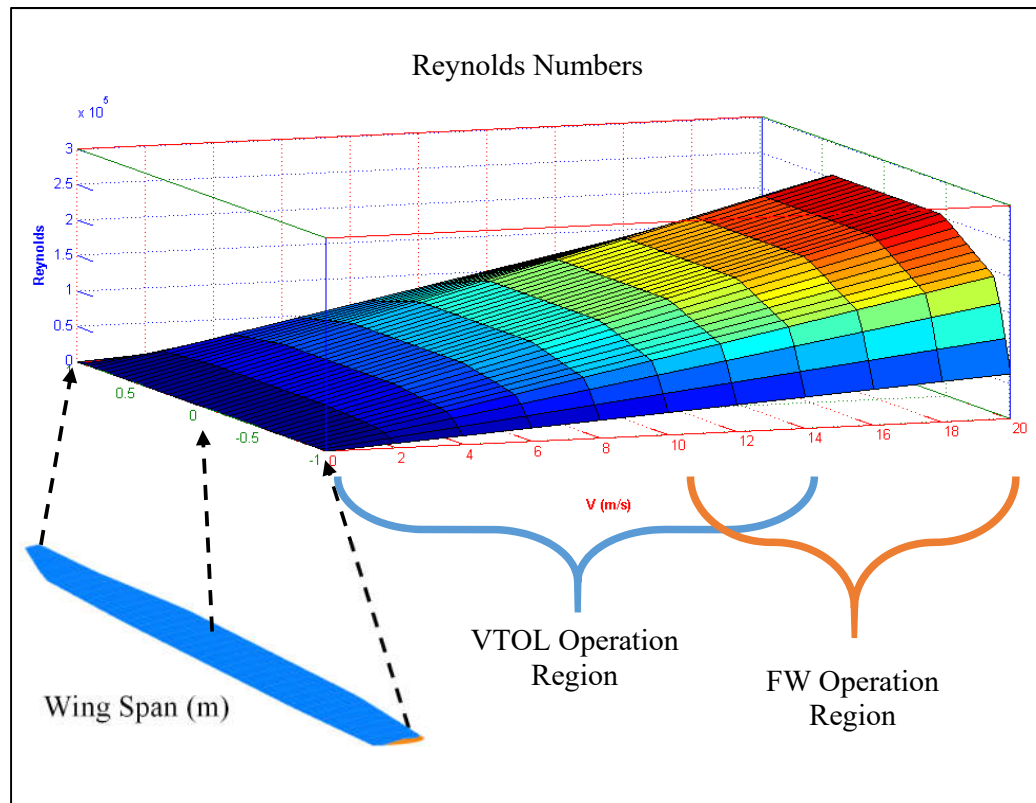 Reynolds Numbers
x 10^5
3
2.5
2
1.5
1
0.5
0
Reynolds
0.5
0
-0.5
-1
0
2
4
6
8
10
12
14
16
18
20
V (m/s)
VTOL Operation
Region
FW Operation
Region
Wing Span (m)